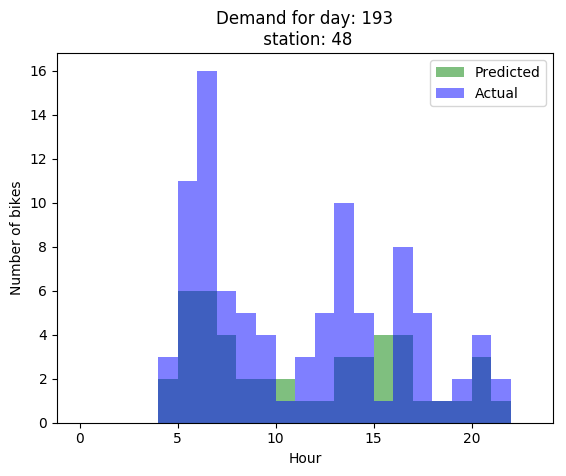 Demand for day: 193
station: 48
Predicted
Actual
Number of bikes
16
14
12
10
8
6
4
2
0
0 5 10 15 20
Hour